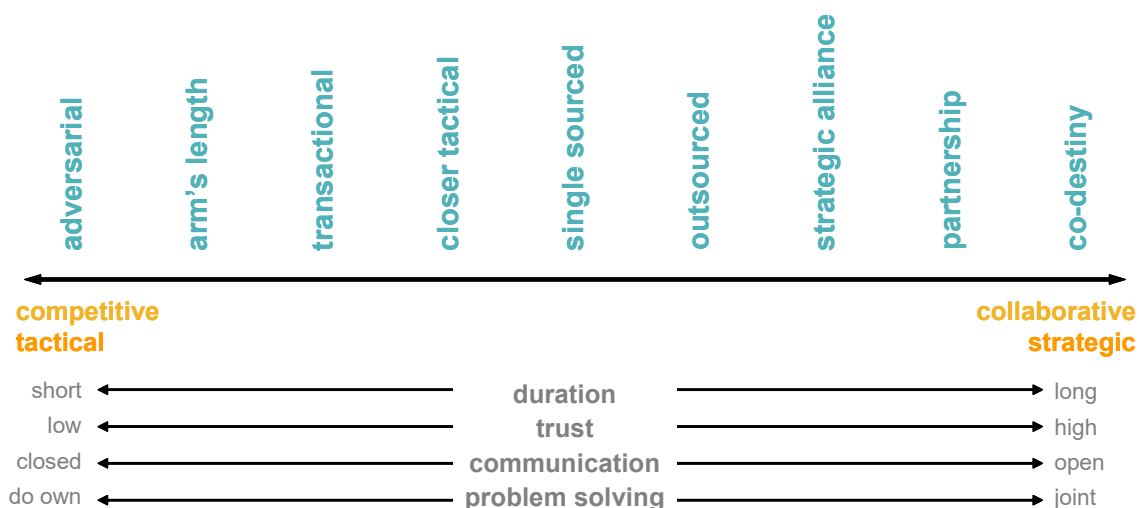 adversarial
arm's length
transactional
closer tactical
single sourced
outsourced
strategic alliance
partnership
co-destiny
competitive
tactical
collaborative
strategic
short duration long
low trust high
closed communication open
do own problem solving joint